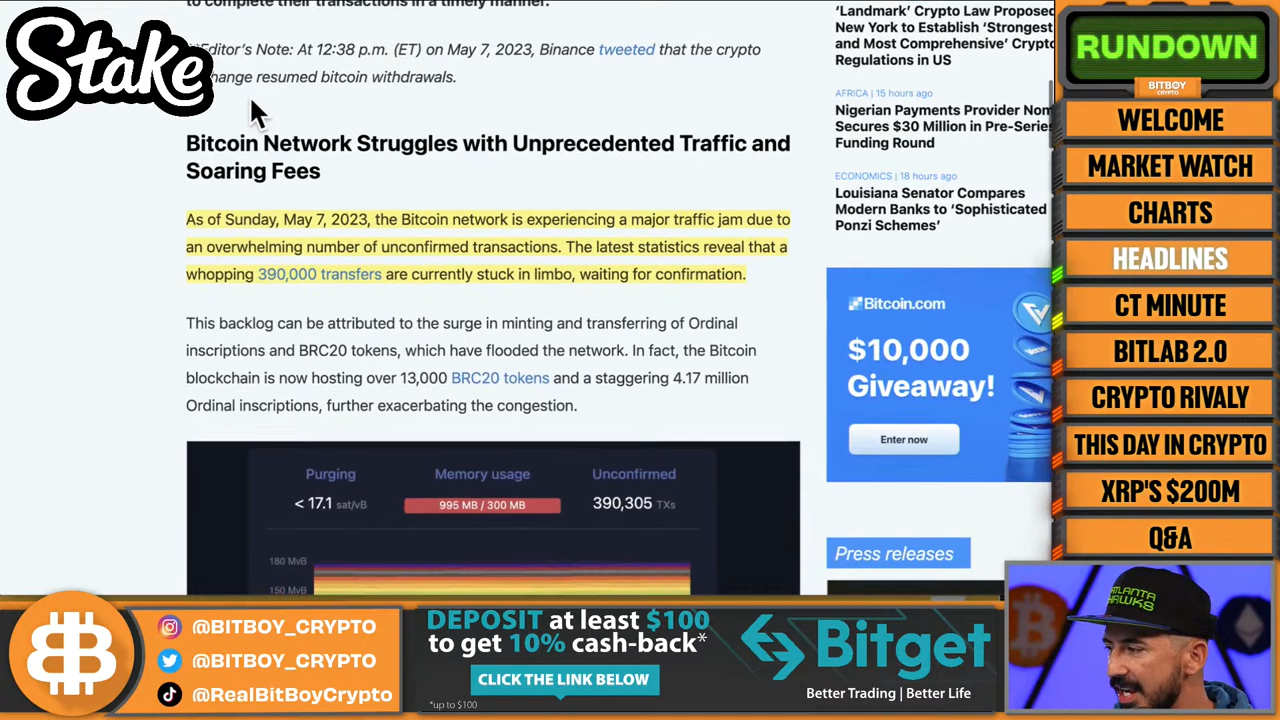 to complete their transactions in a timely manner.
Stake
Editor's Note: At 12:38 p.m. (ET) on May 7, 2023, Binance tweeted that the crypto
hange resumed bitcoin withdrawals.
Bitcoin Network Struggles with Unprecedented Traffic and
Soaring Fees
As of Sunday, May 7, 2023, the Bitcoin network is experiencing a major traffic jam due to
an overwhelming number of unconfirmed transactions. The latest statistics reveal that a
whopping 390,000 transfers are currently stuck in limbo, waiting for confirmation.
This backlog can be attributed to the surge in minting and transferring of Ordinal
inscriptions and BRC20 tokens, which have flooded the network. In fact, the Bitcoin
blockchain is now hosting over 13,000 BRC20 tokens and a staggering 4.17 million
Ordinal inscriptions, further exacerbating the congestion.
Purging Memory usage Unconfirmed
< 17.1 sat/vB 995 MB / 300 MB 390,305 TXs
180 MvB
150 MvB
'Landmark' Crypto Law Proposed
New York to Establish 'Strongest
and Most Comprehensive' Crypto
Regulations in US
AFRICA | 15 hours ago
Nigerian Payments Provider Nom
Secures $30 Million in Pre-Series
Funding Round
ECONOMICS | 18 hours ago
Louisiana Senator Compares
Modern Banks to 'Sophisticated
Ponzi Schemes'
Bitcoin.com
$10,000
Giveaway!
Enter now
Press releases
RUNDOWN
BITBOY
CRYPTO
WELCOME
MARKET WATCH
CHARTS
HEADLINES
CT MINUTE
BITLAB 2.0
CRYPTO RIVALY
THIS DAY IN CRYPTO
XRP'S $200M
Q&A
ATLANTA
HAWKS
@BITBOY_CRYPTO
@BITBOY_CRYPTO
@RealBitBoyCrypto
DEPOSIT at least $100
to get 10% cash-back*
CLICK THE LINK BELOW
*up to $100
Bitget
Better Trading | Better Life